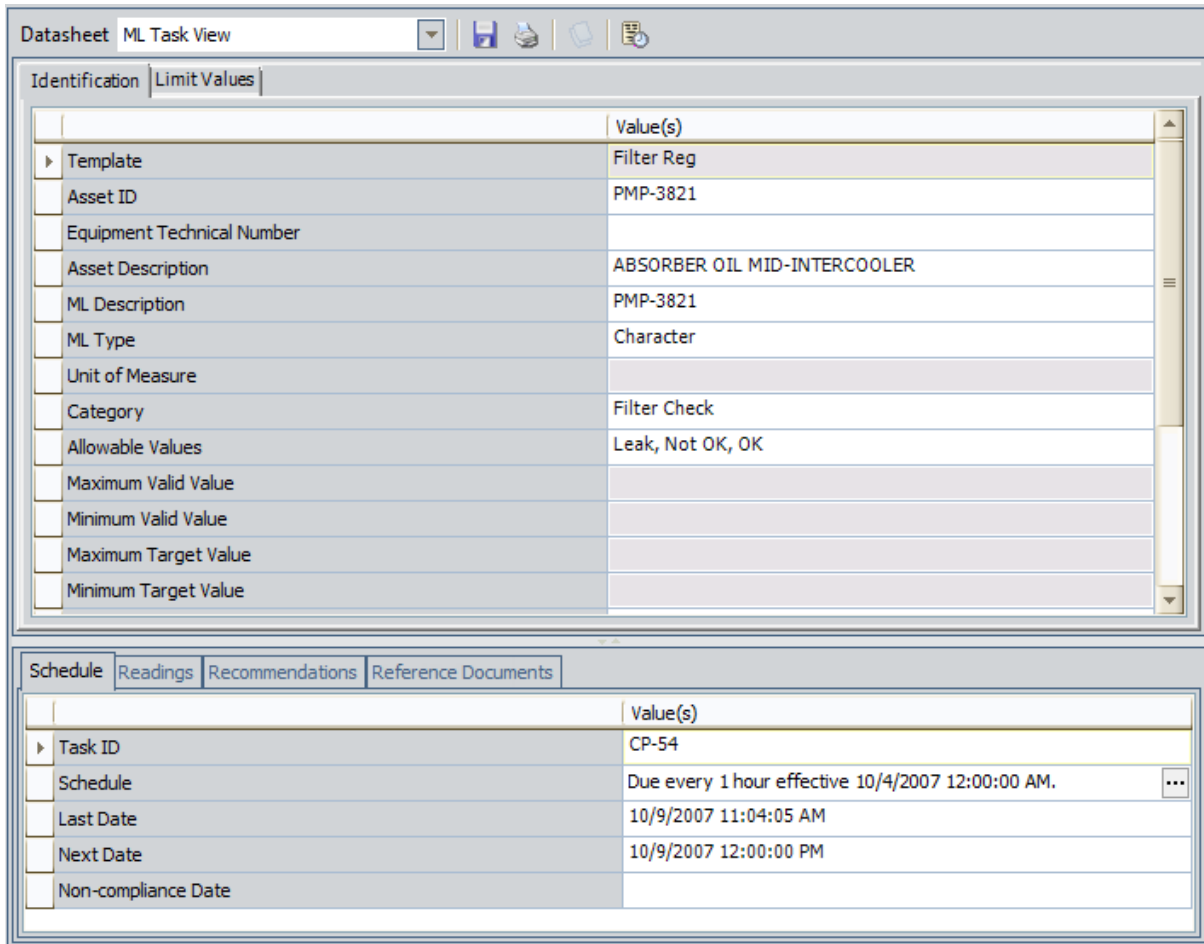 Datasheet ML Task View
Identification Limit Values
Value(s)
Template Filter Reg
Asset ID PMP-3821
Equipment Technical Number
Asset Description ABSORBER OIL MID-INTERCOOLER
ML Description PMP-3821
ML Type Character
Unit of Measure
Category Filter Check
Allowable Values Leak, Not OK, OK
Maximum Valid Value
Minimum Valid Value
Maximum Target Value
Minimum Target Value
Schedule Readings Recommendations Reference Documents
Value(s)
Task ID CP-54
Schedule Due every 1 hour effective 10/4/2007 12:00:00 AM. ...
Last Date 10/9/2007 11:04:05 AM
Next Date 10/9/2007 12:00:00 PM
Non-compliance Date